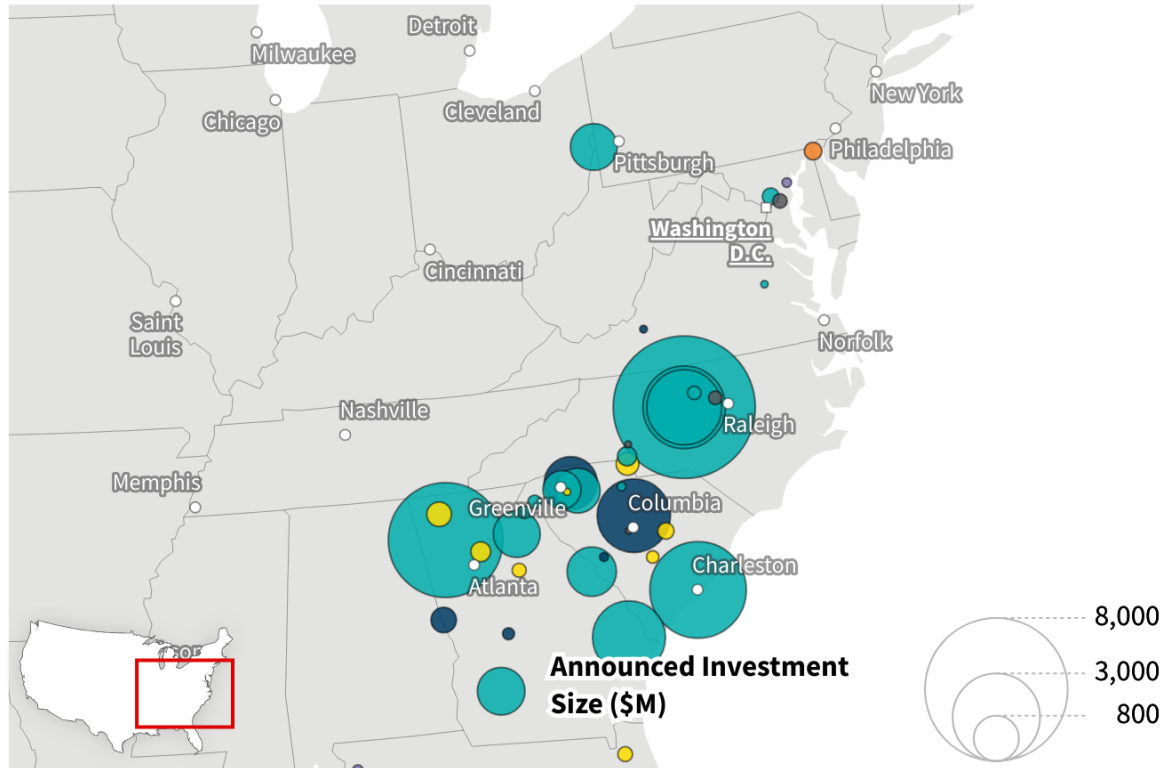 Detroit
Milwaukee
New York
Cleveland
Chicago
Philadelphia
Pittsburgh
Washington
D.C.
Cincinnati
Saint
Louis
Norfolk
Nashville
Raleigh
Memphis
Columbia
Greenville
Charleston
Atlanta
8,000
Announced Investment
Size ($M)
3,000
800